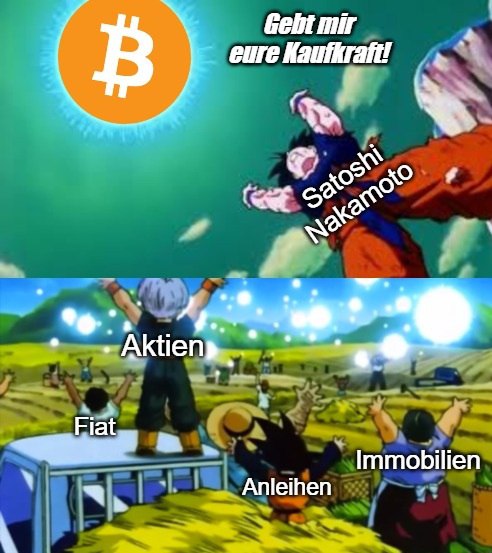 Gebt mir
eure Kaufkraft!
Satoshi
Nakamoto
Aktien
Fiat
Immobilien
Anleihen